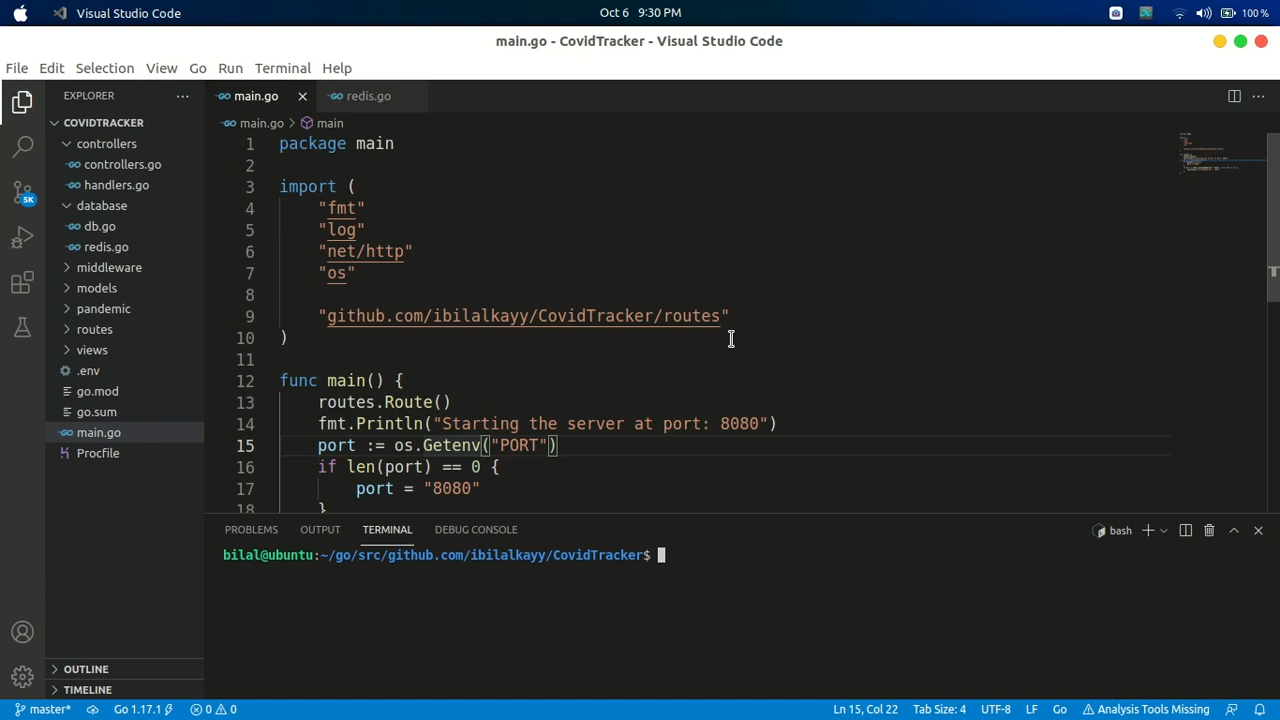 Visual Studio Code
Oct 6 9:30 PM
100 %
main.go - CovidTracker - Visual Studio Code
File Edit Selection View Go Run Terminal Help
EXPLORER
main.go
redis.go
COVIDTRACKER
main.go > main
controllers
controllers.go
handlers.go
database
db.go
redis.go
middleware
models
pandemic
routes
views
.env
go.mod
go.sum
main.go
Procfile
5K
1 package main
2
3 import (
4 "fmt"
5 "log"
6 "net/http"
7 "os"
8
9 "github.com/ibilalkayy/CovidTracker/routes"
10 )
11
12 func main() {
13 routes.Route()
14 fmt.Println("Starting the server at port: 8080")
15 port := os.Getenv("PORT")
16 if len(port) == 0 {
17 port = "8080"
18 }
PROBLEMS OUTPUT TERMINAL DEBUG CONSOLE
bash
bilal@ubuntu:~/go/src/github.com/ibilalkayy/CovidTracker$
OUTLINE
TIMELINE
master* Go 1.17.1 0 0
Ln 15, Col 22 Tab Size: 4 UTF-8 LF Go Analysis Tools Missing